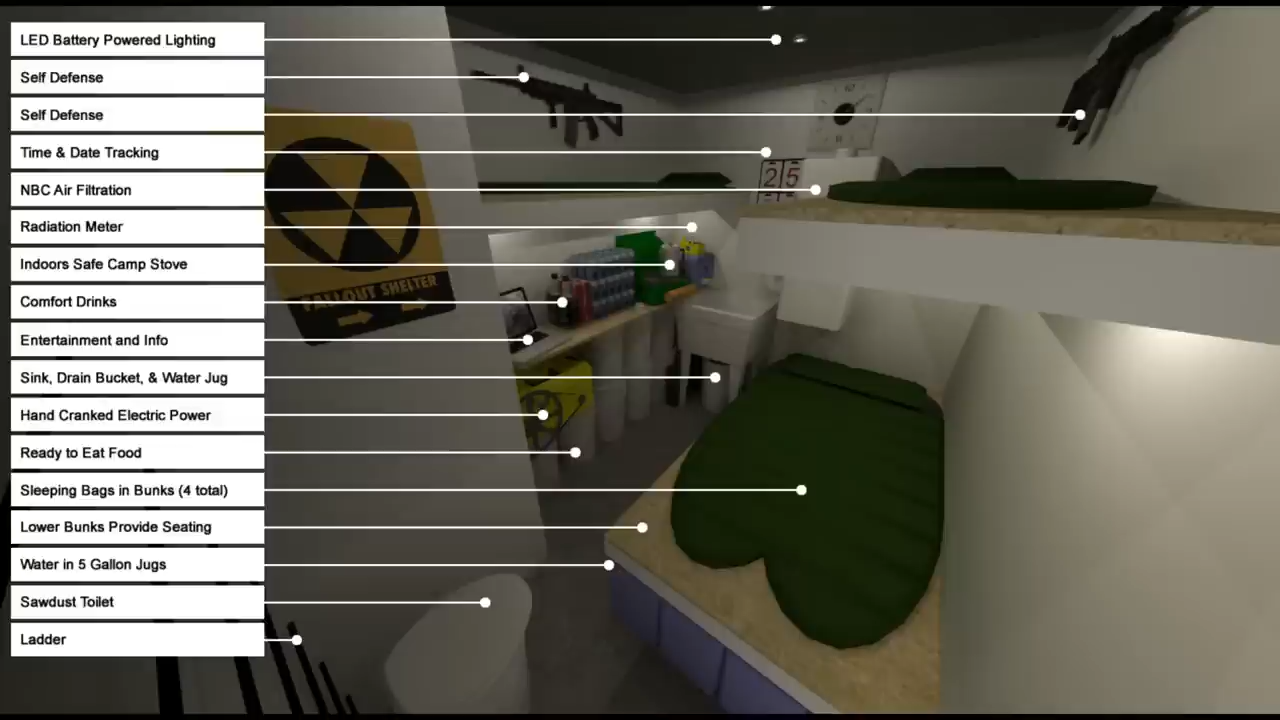 LED Battery Powered Lighting
Self Defense
Self Defense
Time & Date Tracking
NBC Air Filtration
Radiation Meter
Indoors Safe Camp Stove
Comfort Drinks
Entertainment and Info
Sink, Drain Bucket, & Water Jug
Hand Cranked Electric Power
Ready to Eat Food
Sleeping Bags in Bunks (4 total)
Lower Bunks Provide Seating
Water in 5 Gallon Jugs
Sawdust Toilet
Ladder
FALLOUT SHELTER
25